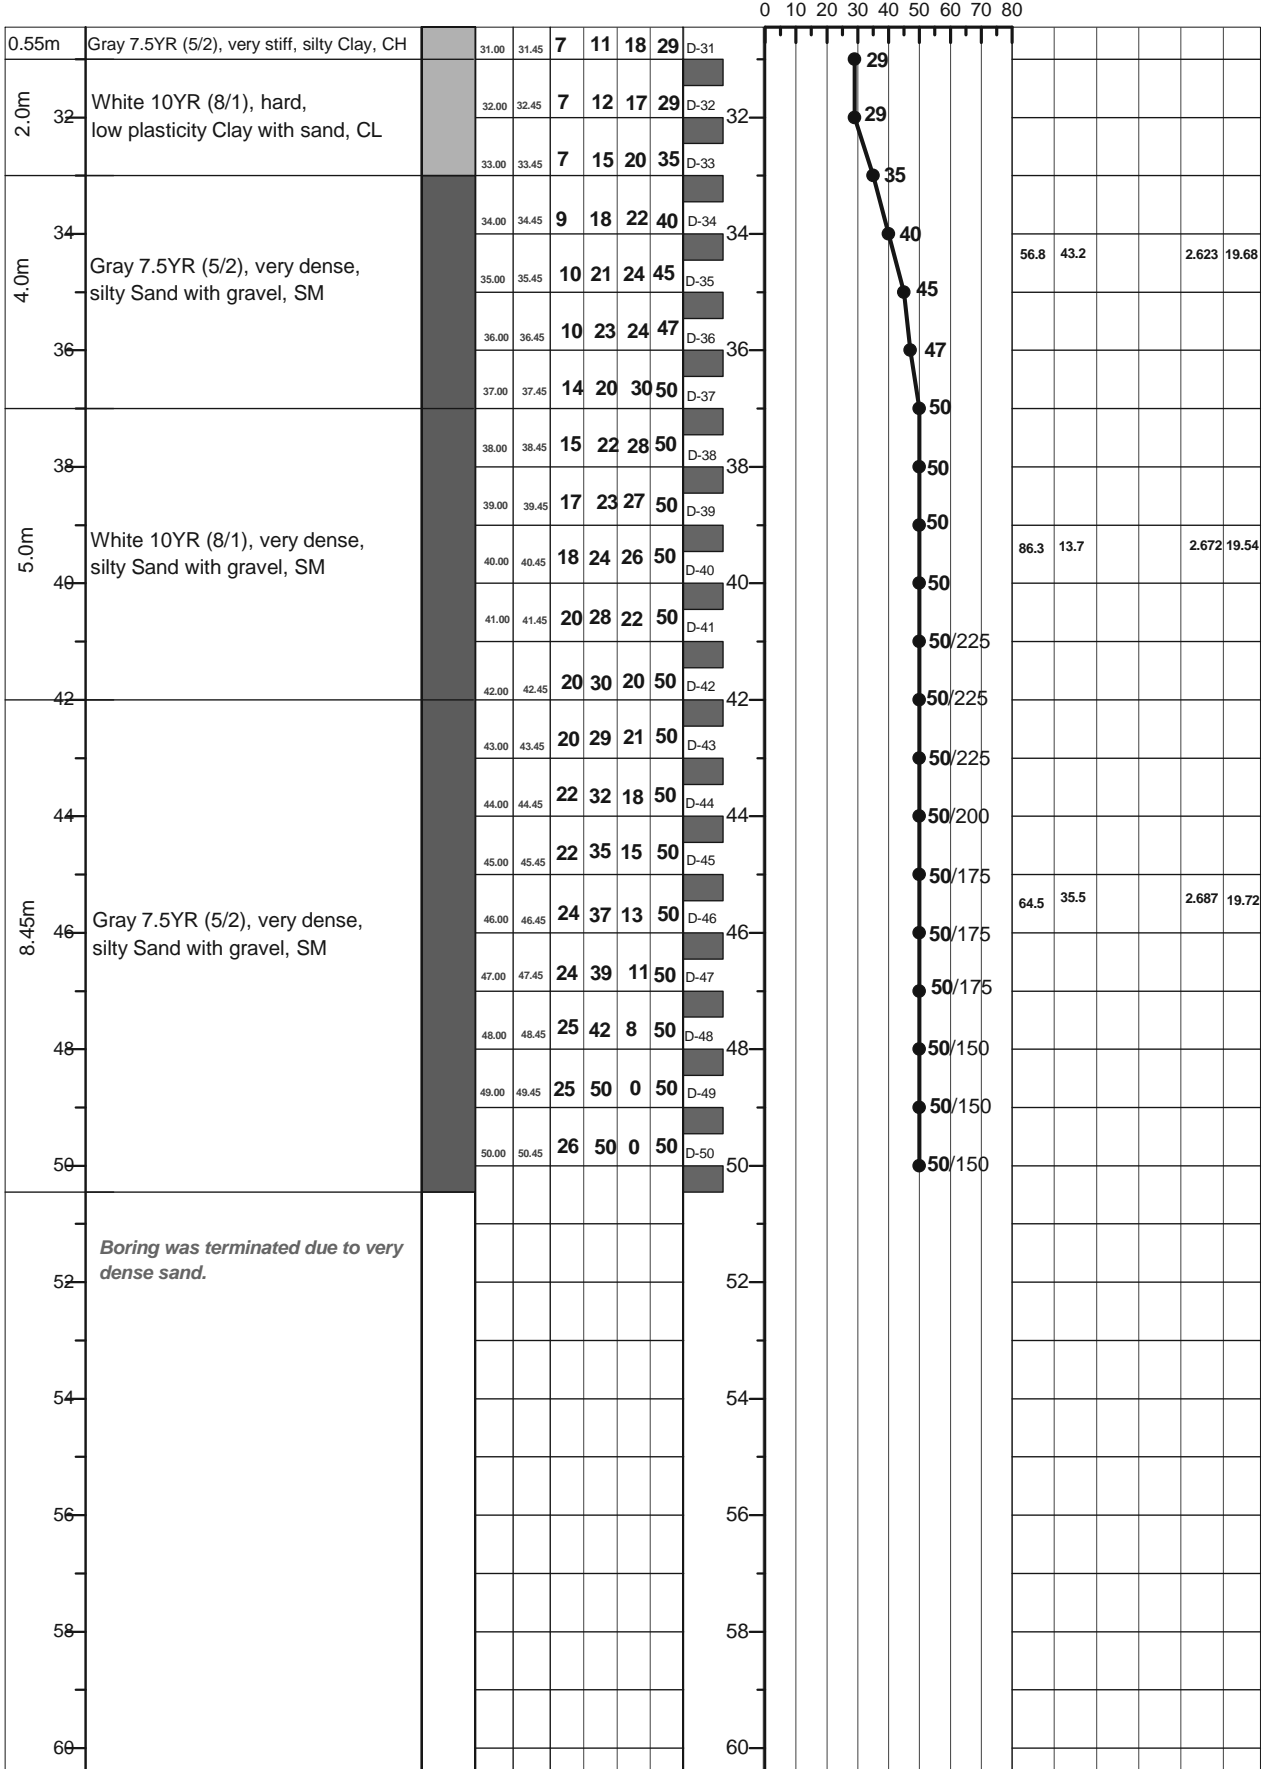 0 10 20 30 40 50 60 70 80
0.55m Gray 7.5YR (5/2), very stiff, silty Clay, CH 31.00 31.45 7 11 18 29 D-31
29
2.0m
White 10YR (8/1), hard,
low plasticity Clay with sand, CL
32 32.00 32.45 7 12 17 29 D-32 32 29
33.00 33.45 7 15 20 35 D-33 35
34 34.00 34.45 9 18 22 40 D-34 34 40
56.8 43.2 2.623 19.68
4.0m
Gray 7.5YR (5/2), very dense,
silty Sand with gravel, SM
35.00 35.45 10 21 24 45 D-35 45
36 36.00 36.45 10 23 24 47 D-36 36 47
37.00 37.45 14 20 30 50 D-37 50
38 38.00 38.45 15 22 28 50 D-38 38 50
39.00 39.45 17 23 27 50 D-39 50
5.0m
White 10YR (8/1), very dense,
silty Sand with gravel, SM
86.3 13.7 2.672 19.54
40 40.00 40.45 18 24 26 50 D-40 40 50
41.00 41.45 20 28 22 50 D-41 50/225
42 42.00 42.45 20 30 20 50 D-42 42 50/225
43.00 43.45 20 29 21 50 D-43 50/225
44 44.00 44.45 22 32 18 50 D-44 44 50/200
45.00 45.45 22 35 15 50 D-45 50/175
64.5 35.5 2.687 19.72
8.45m
Gray 7.5YR (5/2), very dense,
silty Sand with gravel, SM
46 46.00 46.45 24 37 13 50 D-46 46 50/175
47.00 47.45 24 39 11 50 D-47 50/175
48 48.00 48.45 25 42 8 50 D-48 48 50/150
49.00 49.45 25 50 0 50 D-49 50/150
50 50.00 50.45 26 50 0 50 D-50 50 50/150
Boring was terminated due to very
dense sand.
52 52
54 54
56 56
58 58
60 60